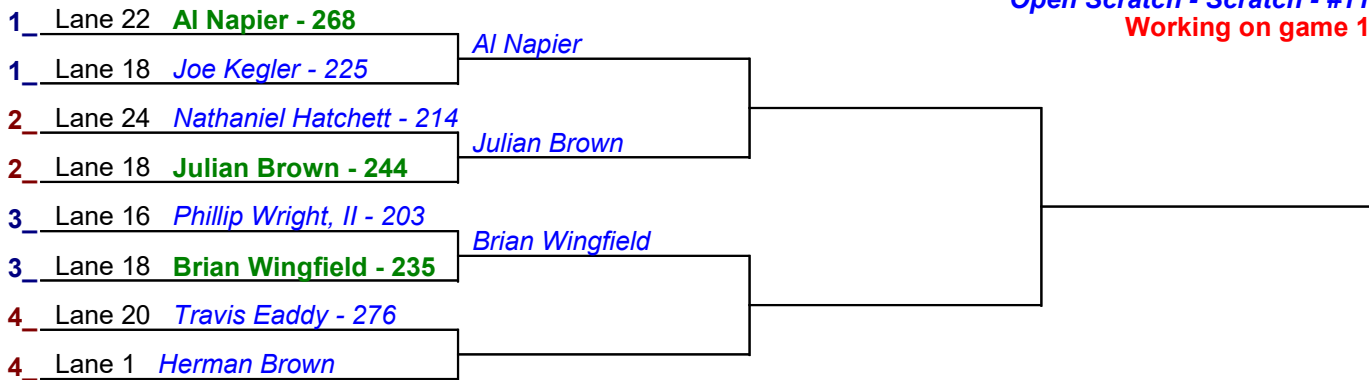 Open Scratch - Scratch - #11
Working on game 1
1_ Lane 22 Al Napier - 268
Al Napier
1_ Lane 18 Joe Kegler - 225
2_ Lane 24 Nathaniel Hatchett - 214
Julian Brown
2_ Lane 18 Julian Brown - 244
3_ Lane 16 Phillip Wright, II - 203
Brian Wingfield
3_ Lane 18 Brian Wingfield - 235
4_ Lane 20 Travis Eaddy - 276
4_ Lane 1 Herman Brown